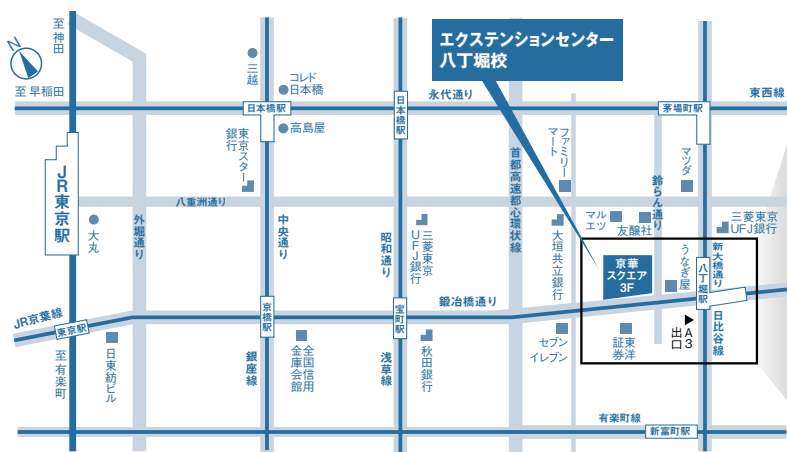 エクステンションセンター
八丁堀校
至神田
N
至 早稲田
三越
コレド
日本橋
日本橋駅
日本橋駅
永代通り
茅場町駅
東西線
高島屋
東京スター
銀行
ファミリー
マート
マツダ
JR東京駅
首都高速都心環状線
鈴らん通り
八重洲通り
大丸
外堀通り
中央通り
昭和通り
三菱東京
UFJ銀行
大垣共立銀行
マル
エツ
友醸社
三菱東京
UFJ銀行
京華
スクエア
3F
うなぎ屋
新大橋通り
八丁堀駅
鍛冶橋通り
JR京葉線
東京駅
京橋駅
宝町駅
日比谷線
A3
出口
至有楽町
日東紡ビル
銀座線
全国信用
金庫会館
浅草線
秋田銀行
セブン
イレブン
東洋
証券
有楽町線
新富町駅